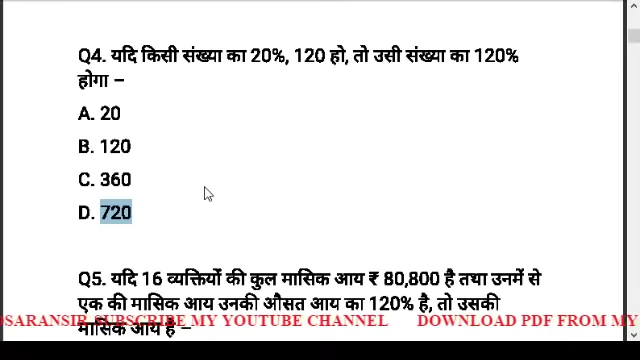 Q4. यदि किसी संख्या का 20%, 120 हो, तो उसी संख्या का 120%
होगा –
A. 20
B. 120
C. 360
D. 720
Q5. यदि 16 व्यक्तियों की कुल मासिक आय ₹ 80,800 है तथा उनमें से
एक की मासिक आय उनकी औसत आय का 120% है, तो उसकी
मासिक आय है –
@SARANSIR SUBSCRIBE MY YOUTUBE CHANNEL DOWNLOAD PDF FROM MY